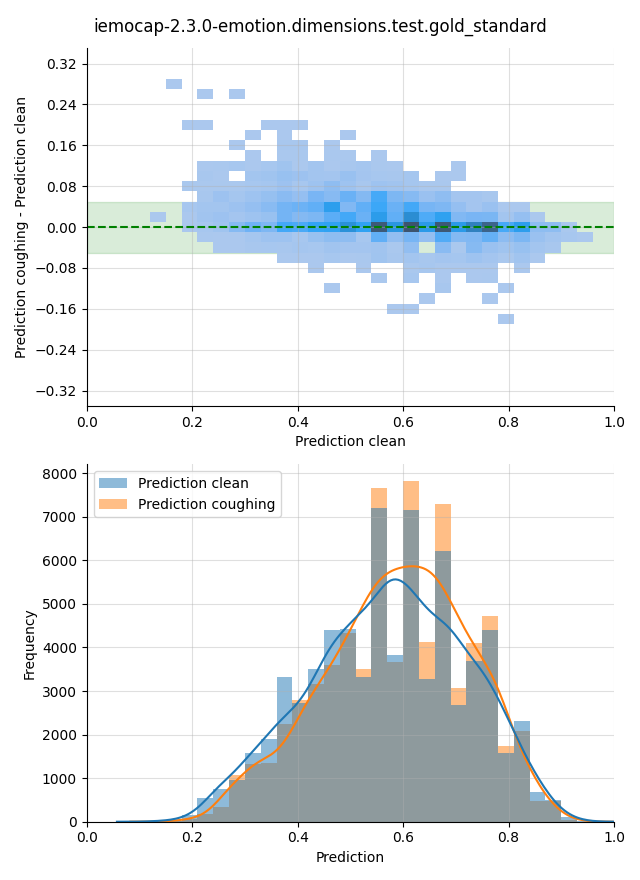 iemocap-2.3.0-emotion.dimensions.test.gold_standard
Prediction coughing - Prediction clean
0.32
0.24
0.16
0.08
0.00
−0.08
−0.16
−0.24
−0.32
0.0 0.2 0.4 0.6 0.8 1.0
Prediction clean
Prediction clean
Prediction coughing
Frequency
8000
7000
6000
5000
4000
3000
2000
1000
0
0.0 0.2 0.4 0.6 0.8 1.0
Prediction